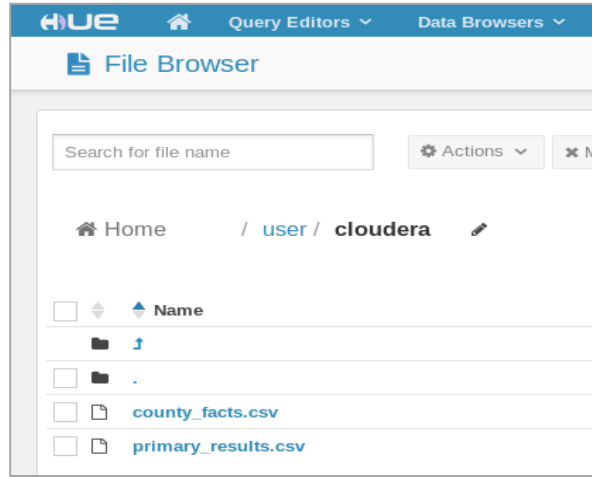 HUE Query Editors Data Browsers
File Browser
Search for file name Actions
Home / user / cloudera
Name
.
county_facts.csv
primary_results.csv